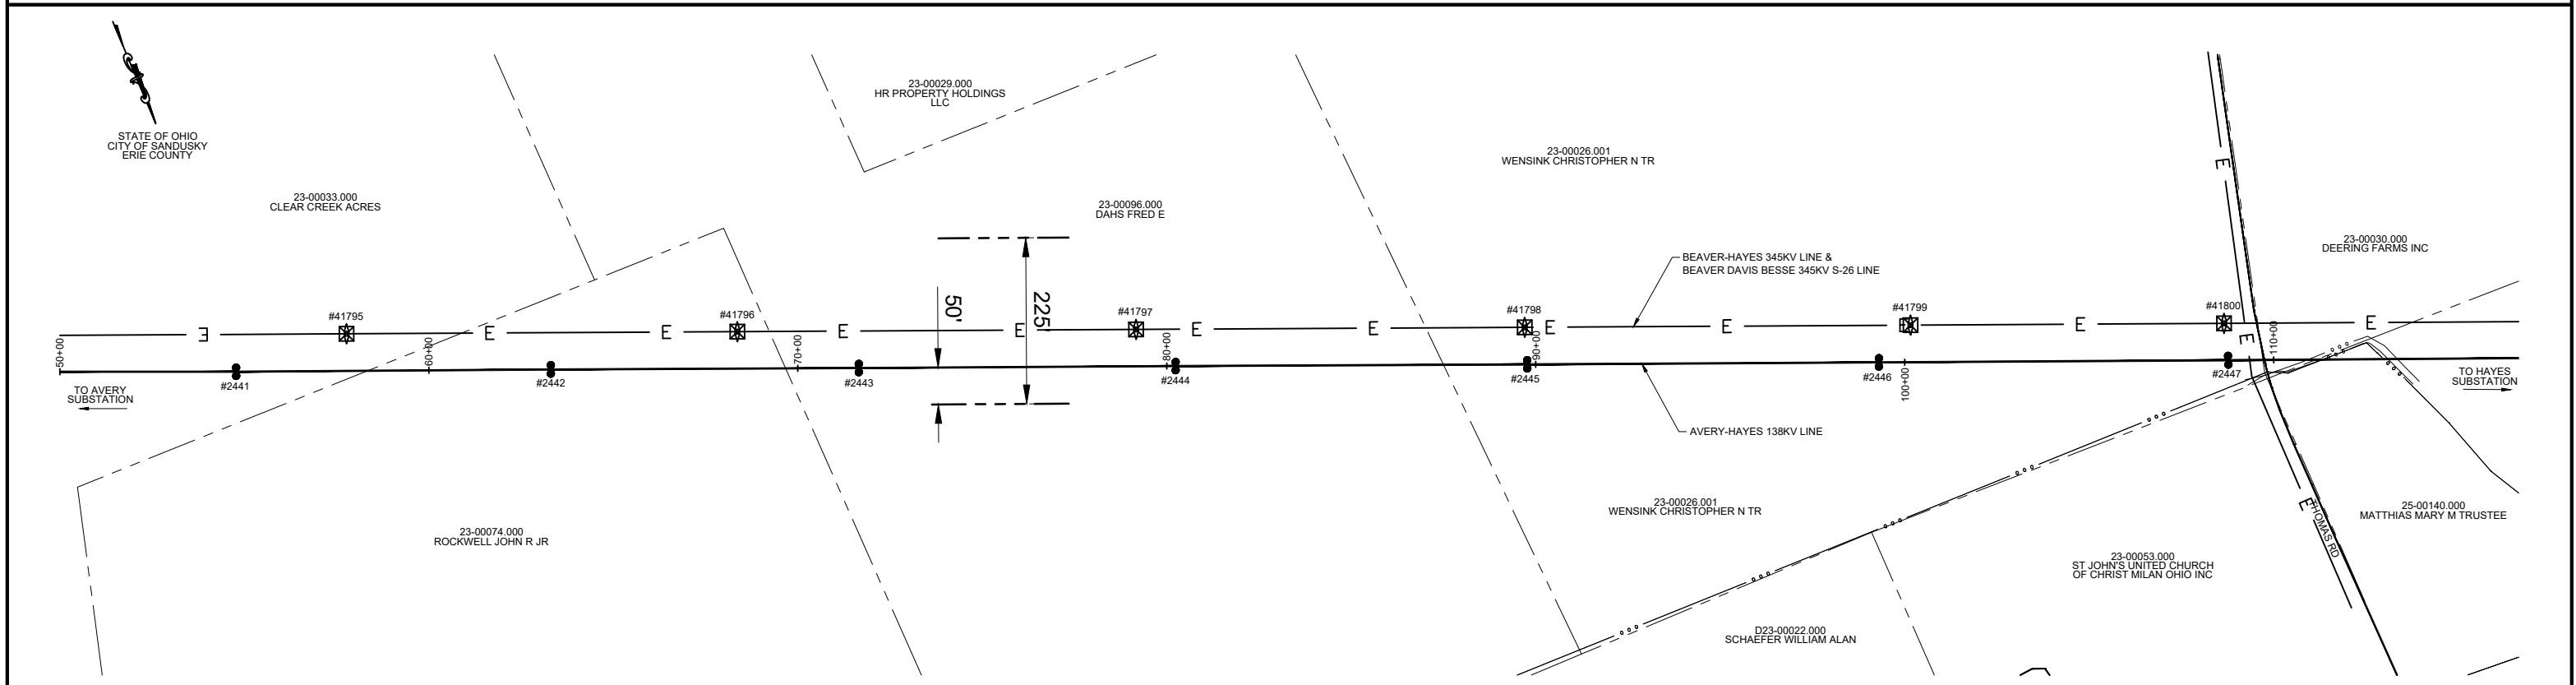 STATE OF OHIO
CITY OF SANDUSKY
ERIE COUNTY
23-00029.000
HR PROPERTY HOLDINGS
LLC
23-00026.001
WENSINK CHRISTOPHER N TR
23-00033.000
CLEAR CREEK ACRES
23-00096.000
DAHS FRED E
23-00030.000
DEERING FARMS INC
BEAVER-HAYES 345KV LINE &
BEAVER DAVIS BESSE 345KV S-26 LINE
50'
225'
#41795
#41796
#41797
#41798
#41799
#41800
E E E E E E E E E E E E
E
E
E
50+00
60+00
70+00
80+00
90+00
100+00
110+00
#2441
#2442
#2443
#2444
#2445
#2446
#2447
TO AVERY
SUBSTATION
TO HAYES
SUBSTATION
AVERY-HAYES 138KV LINE
23-00026.001
WENSINK CHRISTOPHER N TR
25-00140.000
MATTHIAS MARY M TRUSTEE
THOMAS RD
23-00074.000
ROCKWELL JOHN R JR
23-00053.000
ST JOHN'S UNITED CHURCH
OF CHRIST MILAN OHIO INC
D23-00022.000
SCHAEFER WILLIAM ALAN